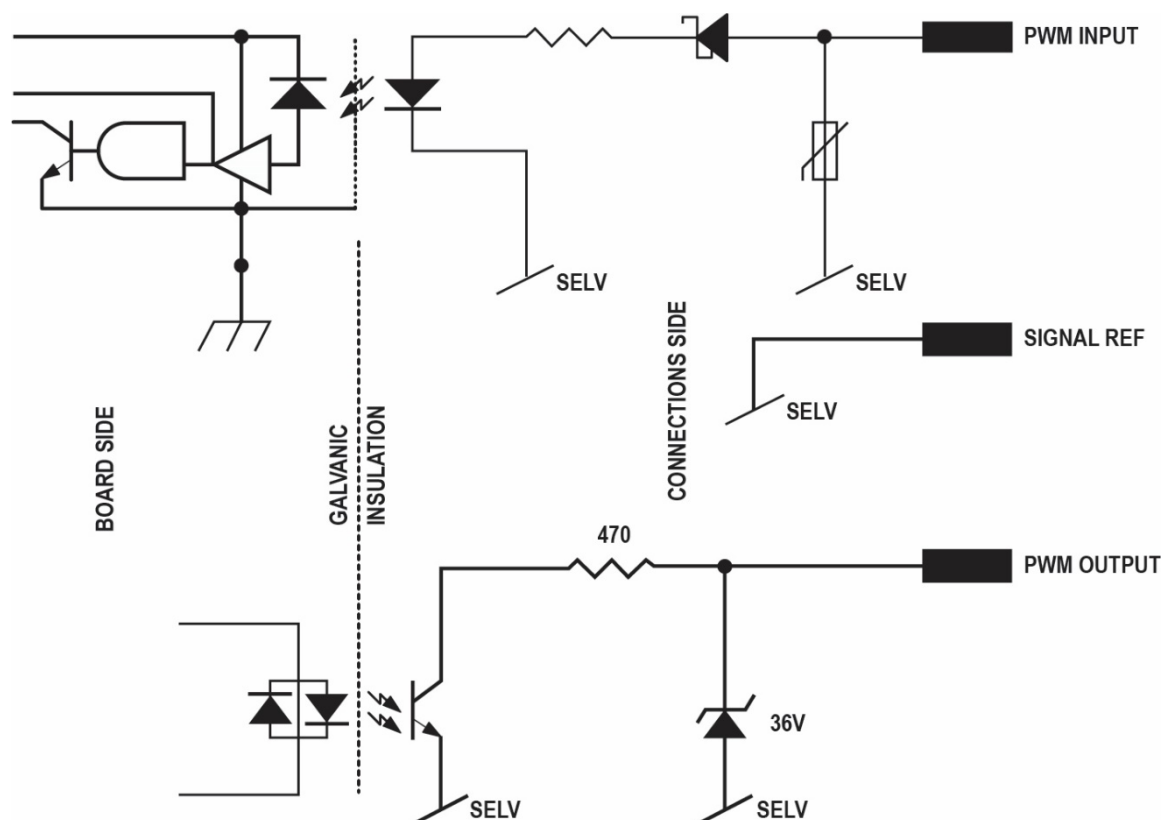 PWM INPUT
SELV
SELV
SIGNAL REF
SELV
BOARD SIDE
GALVANIC
INSULATION
CONNECTIONS SIDE
470
PWM OUTPUT
36V
SELV
SELV